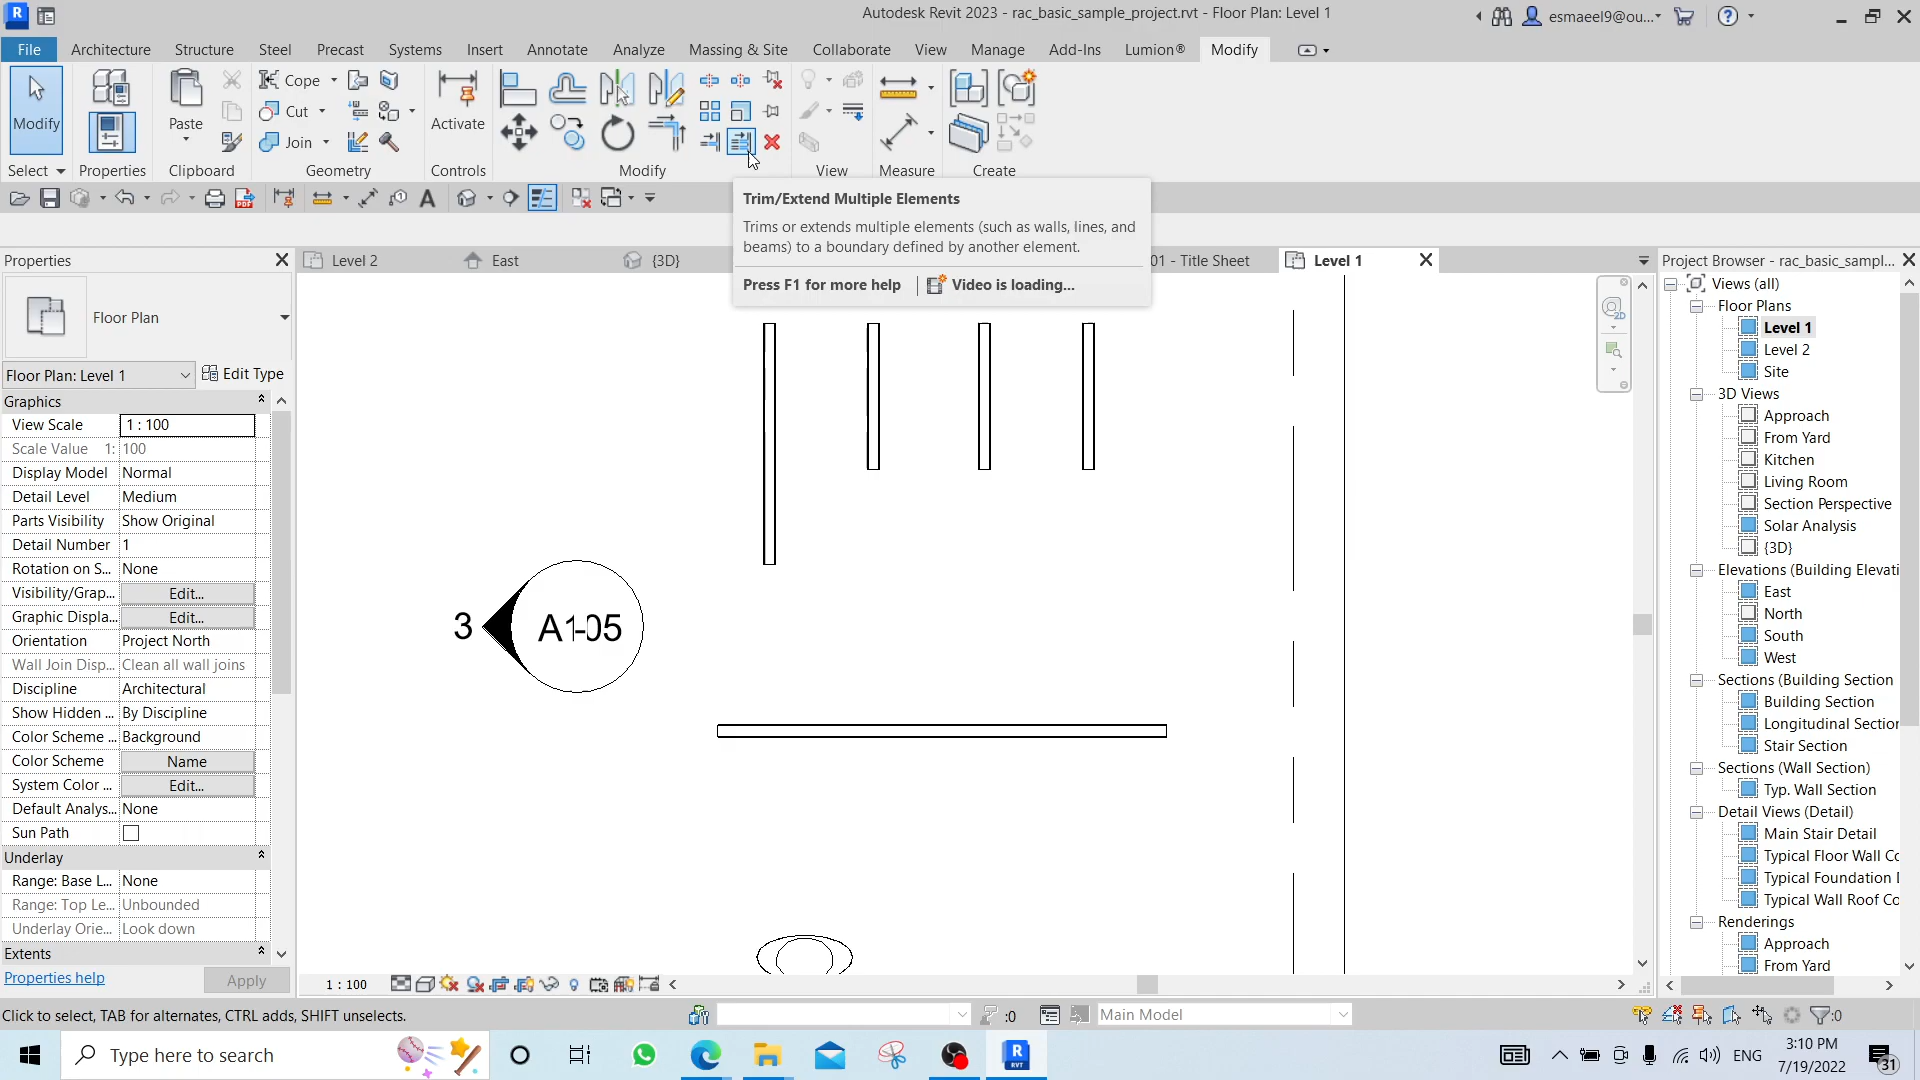 Autodesk Revit 2023 - rac_basic_sample_project.rvt - Floor Plan: Level 1
esmaeel9@ou...
File Architecture Structure Steel Precast Systems Insert Annotate Analyze Massing & Site Collaborate View Manage Add-Ins Lumion® Modify
Modify
Paste
Cope
Cut
Join
Activate
Select Properties Clipboard Geometry Controls Modify View Measure Create
Trim/Extend Multiple Elements
Trims or extends multiple elements (such as walls, lines, and
beams) to a boundary defined by another element.
Press F1 for more help
Video is loading...
Properties
Level 2
East
{3D}
01 - Title Sheet
Level 1
Project Browser - rac_basic_sampl...
Floor Plan
Floor Plan: Level 1
Edit Type
Graphics
View Scale 1 : 100
Scale Value 1: 100
Display Model Normal
Detail Level Medium
Parts Visibility Show Original
Detail Number 1
Rotation on S... None
Visibility/Grap... Edit...
Graphic Displa... Edit...
Orientation Project North
Wall Join Disp... Clean all wall joins
Discipline Architectural
Show Hidden ... By Discipline
Color Scheme ... Background
Color Scheme Name
System Color ... Edit...
Default Analys... None
Sun Path
Underlay
Range: Base L... None
Range: Top Le... Unbounded
Underlay Orie... Look down
Extents
Properties help
Apply
3
A1-05
2D
Views (all)
Floor Plans
Level 1
Level 2
Site
3D Views
Approach
From Yard
Kitchen
Living Room
Section Perspective
Solar Analysis
{3D}
Elevations (Building Elevati
East
North
South
West
Sections (Building Section
Building Section
Longitudinal Section
Stair Section
Sections (Wall Section)
Typ. Wall Section
Detail Views (Detail)
Main Stair Detail
Typical Floor Wall Co
Typical Foundation
Typical Wall Roof Co
Renderings
Approach
From Yard
1 : 100
Click to select, TAB for alternates, CTRL adds, SHIFT unselects.
:0
Main Model
:0
Type here to search
R
RVT
ENG
3:10 PM
7/19/2022
31